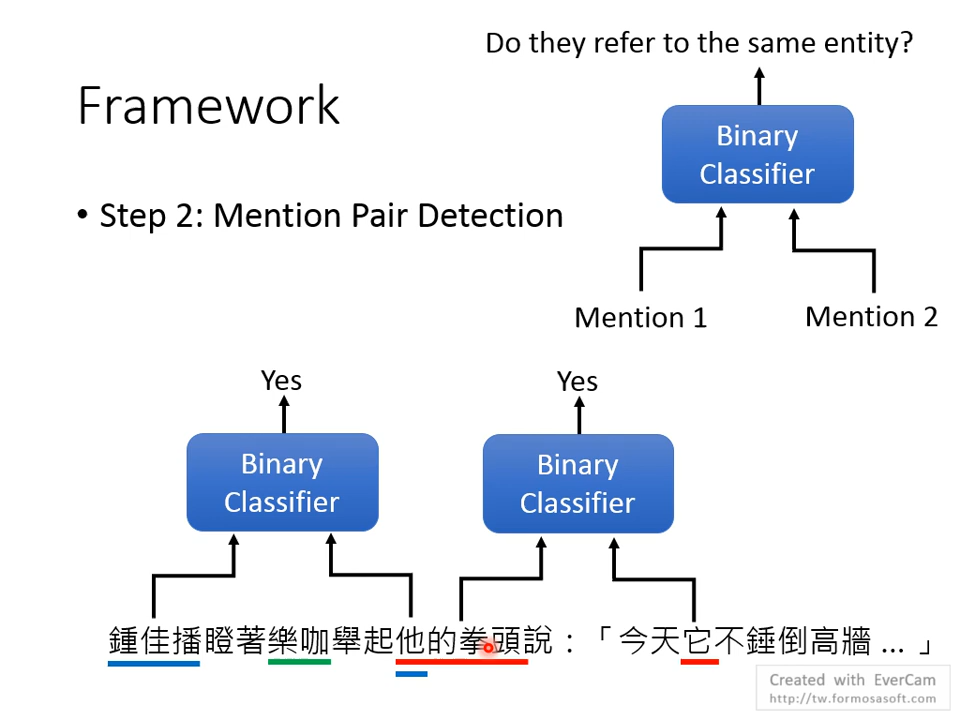 Do they refer to the same entity?
Framework
Binary
Classifier
• Step 2: Mention Pair Detection
Mention 1
Mention 2
Yes
Yes
Binary
Classifier
Binary
Classifier
鍾佳播瞪著樂咖舉起他的拳頭說：「今天它不錘倒高牆 ... 」
Created with EverCam
http://tw.formosasoft.com